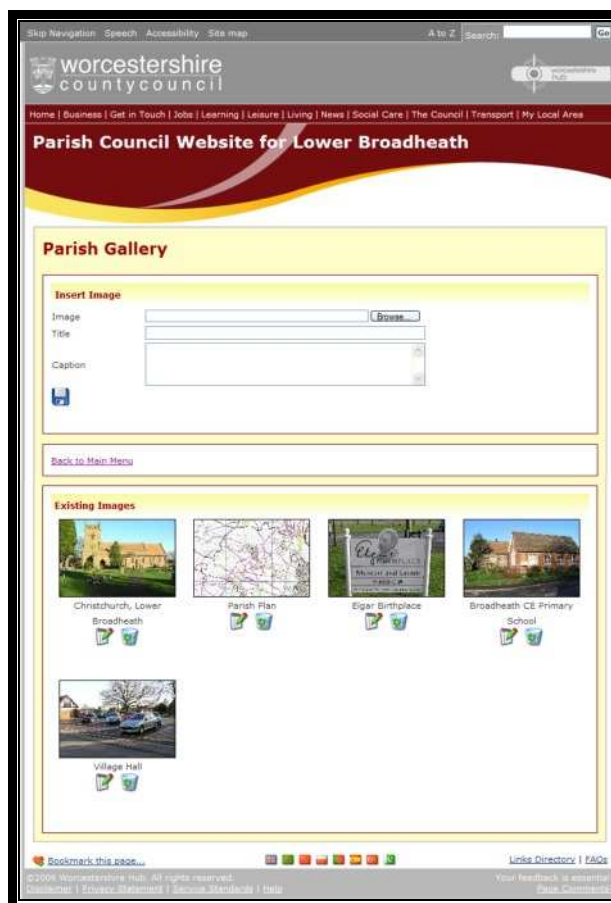 Skip Navigation Speech Accessibility Site map A to Z Search: Go
worcestershire
countycouncil
worcestershire
hub
Home | Business | Get in Touch | Jobs | Learning | Leisure | Living | News | Social Care | The Council | Transport | My Local Area
Parish Council Website for Lower Broadheath
Parish Gallery
Insert Image
Image Browse...
Title
Caption
Back to Main Menu
Existing Images
Christchurch, Lower
Broadheath
Parish Plan
Elgar Birthplace
Broadheath CE Primary
School
Village Hall
Bookmark this page...
Links Directory | FAQs
©2006 Worcestershire Hub. All rights reserved.
Your feedback is essential
Disclaimer | Privacy Statement | Service Standards | Help
Page Comments